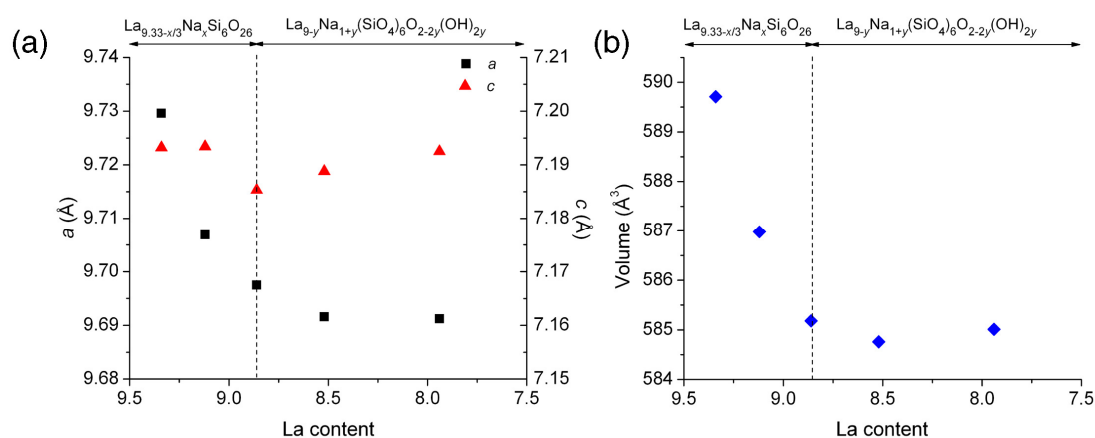 (a)
La9.33-x/3NaxSi6O26
La9-yNa1+y(SiO4)6O2-2y(OH)2y
9.74
9.73
9.72
9.71
9.70
9.69
9.68
a (Å)
a
c
7.21
7.20
7.19
7.18
7.17
7.16
7.15
c (Å)
9.5
9.0
8.5
8.0
7.5
La content
(b)
La9.33-x/3NaxSi6O26
La9-yNa1+y(SiO4)6O2-2y(OH)2y
590
589
588
587
586
585
584
Volume (Å3)
9.5
9.0
8.5
8.0
7.5
La content